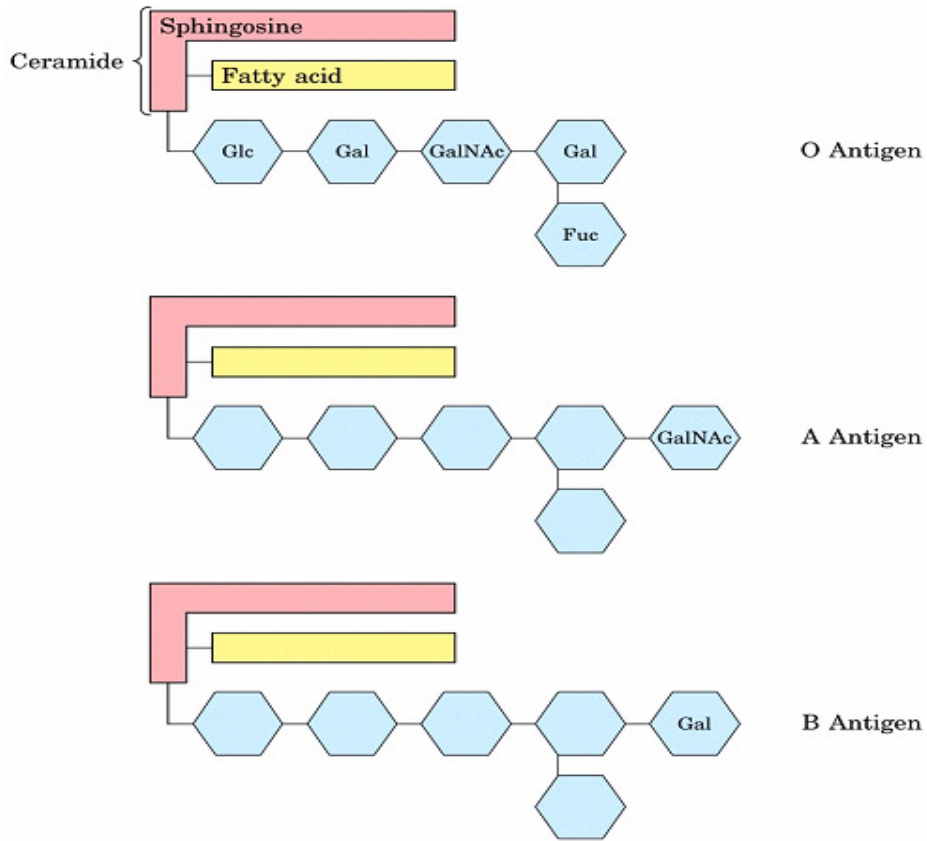 Sphingosine
Ceramide
Fatty acid
Glc Gal GalNAc Gal O Antigen
Fuc
GalNAc A Antigen
Gal B Antigen